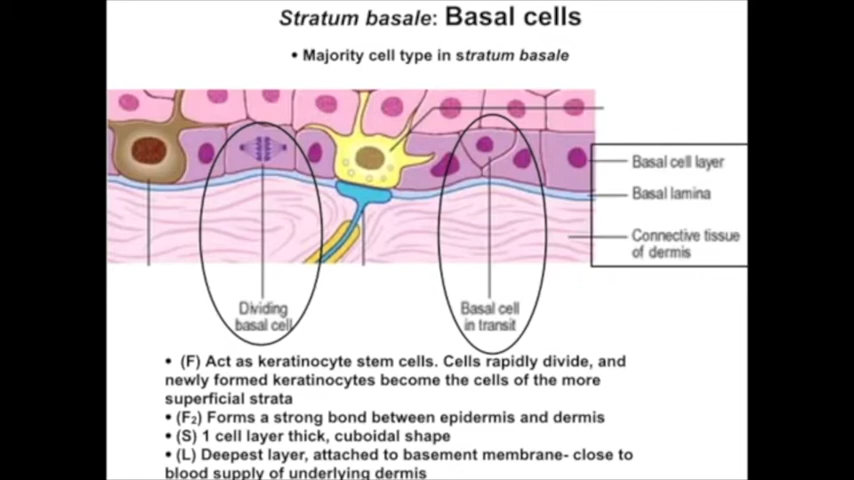 Stratum basale: Basal cells
• Majority cell type in stratum basale
Basal cell layer
Basal lamina
Connective tissue
of dermis
Dividing
basal cell
Basal cell
in transit
• (F) Act as keratinocyte stem cells. Cells rapidly divide, and
newly formed keratinocytes become the cells of the more
superficial strata
• (F₂) Forms a strong bond between epidermis and dermis
• (S) 1 cell layer thick, cuboidal shape
• (L) Deepest layer, attached to basement membrane- close to
blood supply of underlying dermis